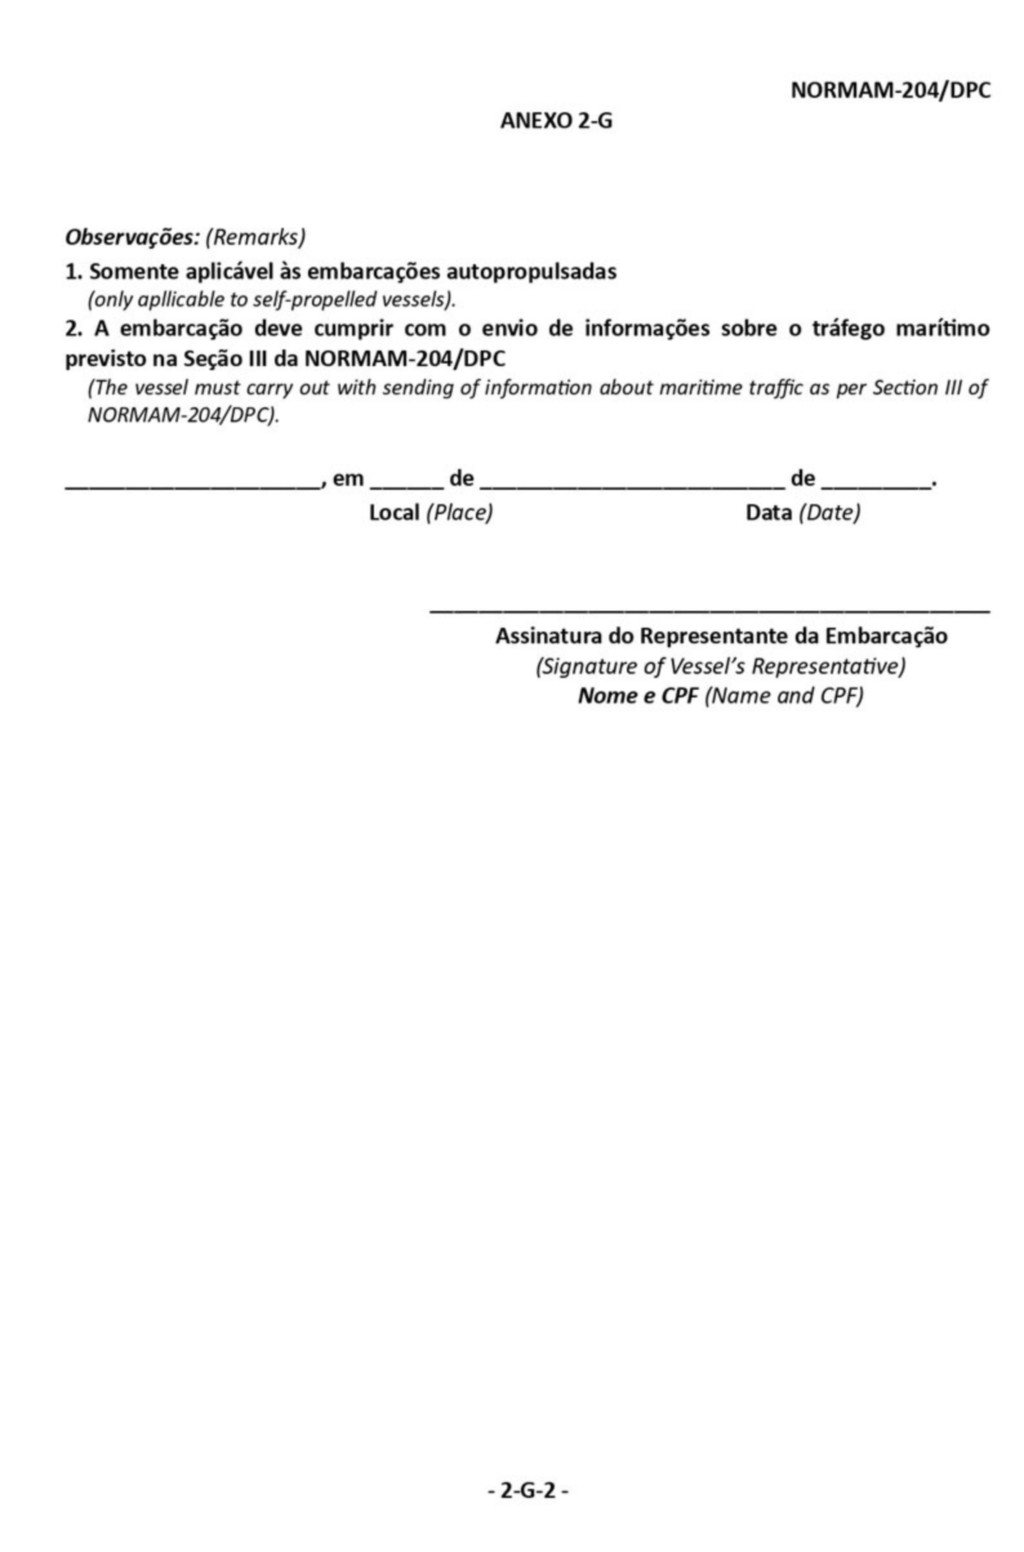 NORMAM-204/DPC
ANEXO 2-G
Observações: (Remarks)
1. Somente aplicável às embarcações autopropulsadas
(only apllicable to self-propelled vessels).
2. A embarcação deve cumprir com o envio de informações sobre o tráfego marítimo
previsto na Seção III da NORMAM-204/DPC
(The vessel must carry out with sending of information about maritime traffic as per Section III of
NORMAM-204/DPC).
_____________________, em ______ de _________________________ de _________.
Local (Place) Data (Date)
______________________________________________
Assinatura do Representante da Embarcação
(Signature of Vessel’s Representative)
Nome e CPF (Name and CPF)
- 2-G-2 -